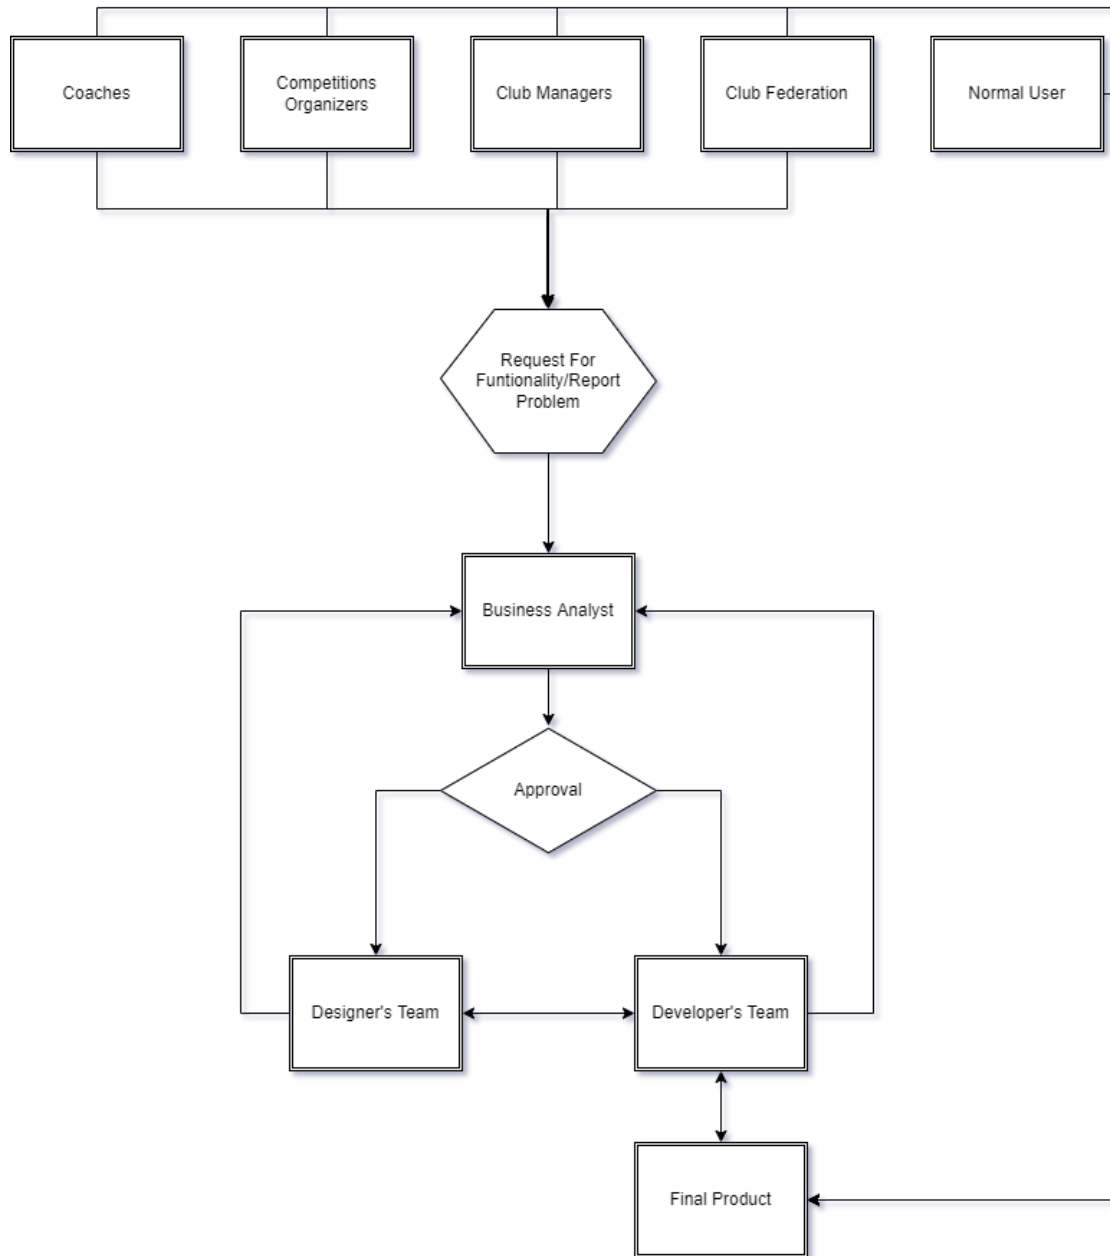 Coaches
Competitions
Organizers
Club Managers
Club Federation
Normal User
Request For
Funtionality/Report
Problem
Business Analyst
Approval
Designer's Team
Developer's Team
Final Product